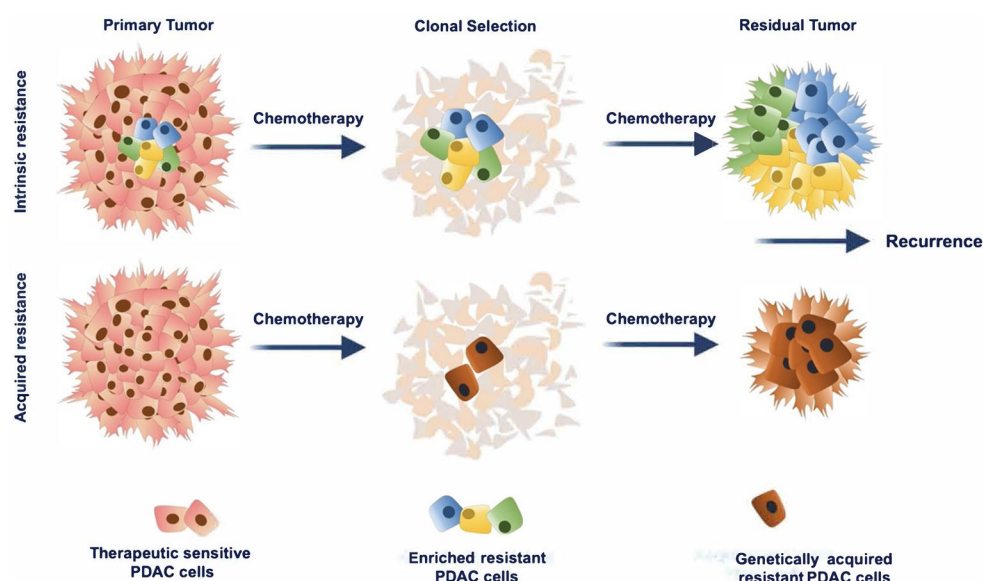 Primary Tumor
Clonal Selection
Residual Tumor
Intrinsic resistance
Chemotherapy
Chemotherapy
Recurrence
Acquired resistance
Chemotherapy
Chemotherapy
Therapeutic sensitive
PDAC cells
Enriched resistant
PDAC cells
Genetically acquired
resistant PDAC cells